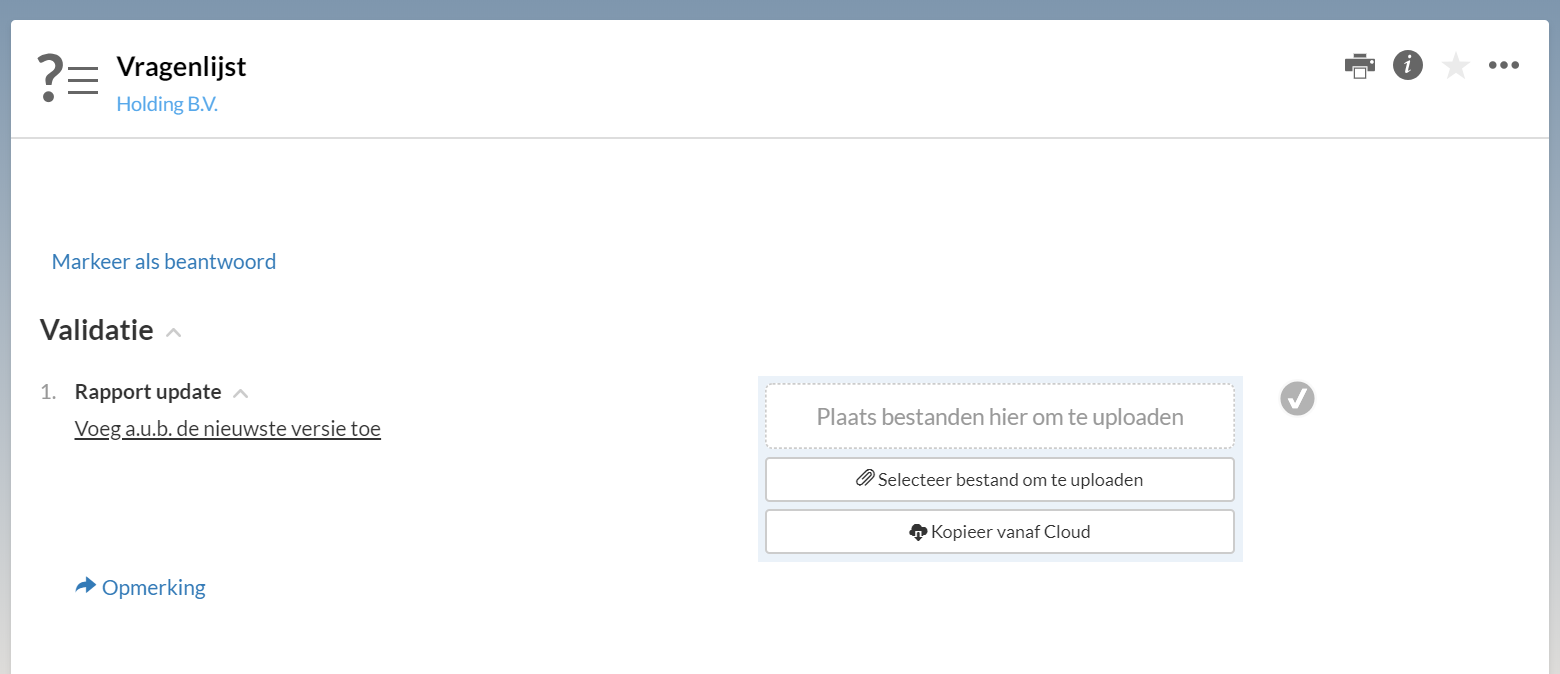 Vragenlijst
Holding B.V.
Markeer als beantwoord
Validatie
1. Rapport update
Voeg a.u.b. de nieuwste versie toe
Plaats bestanden hier om te uploaden
Selecteer bestand om te uploaden
Kopieer vanaf Cloud
Opmerking